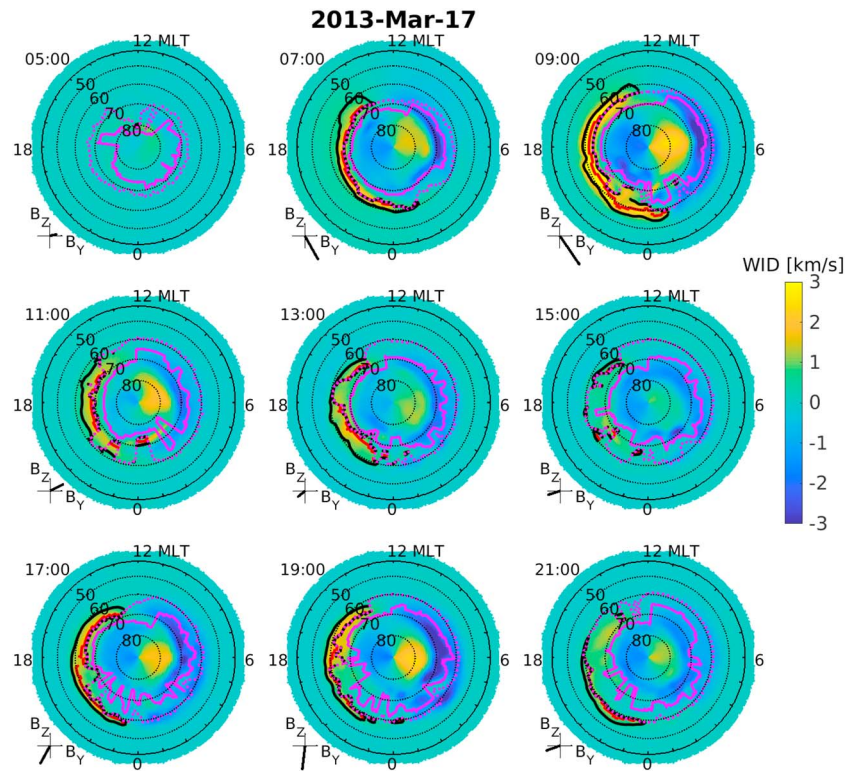 2013-Mar-17
05:00 12 MLT 07:00 12 MLT 09:00 12 MLT
50 50 50
60 60 60
70 70 70
80 80 80
18 6 18 6 18 6
B_Z B_Z B_Z
B_Y B_Y B_Y
0 0 0
WID [km/s]
3
2
1
0
-1
-2
-3
11:00 12 MLT 13:00 12 MLT 15:00 12 MLT
50 50 50
60 60 60
70 70 70
80 80 80
18 6 18 6 18 6
B_Z B_Z B_Z
B_Y B_Y B_Y
0 0 0
17:00 12 MLT 19:00 12 MLT 21:00 12 MLT
50 50 50
60 60 60
70 70 70
80 80 80
18 6 18 6 18 6
B_Z B_Z B_Z
B_Y B_Y B_Y
0 0 0